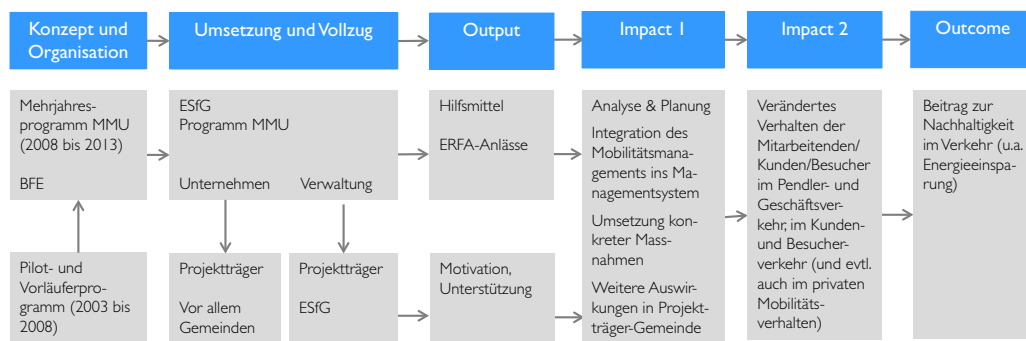 Konzept und
Organisation
Umsetzung und Vollzug
Output
Impact 1
Impact 2
Outcome
Mehrjahres-
programm MMU
(2008 bis 2013)
BFE
Pilot- und
Vorläuferpro-
gramm (2003 bis
2008)
ESfG
Programm MMU
Unternehmen
Verwaltung
Projektträger
Vor allem
Gemeinden
Projektträger
ESfG
Hilfsmittel
ERFA-Anlässe
Motivation,
Unterstützung
Analyse & Planung
Integration des
Mobilitätsmana-
gements ins Ma-
nagementsystem
Umsetzung kon-
kreter Mass-
nahmen
Weitere Auswir-
kungen in Projekt-
träger-Gemeinde
Verändertes
Verhalten der
Mitarbeitenden/
Kunden/Besucher
im Pendler- und
Geschäftsver-
kehr, im Kunden-
und Besucher-
verkehr (und evtl.
auch im privaten
Mobilitäts-
verhalten)
Beitrag zur
Nachhaltigkeit
im Verkehr (u.a.
Energieeinspa-
rung)